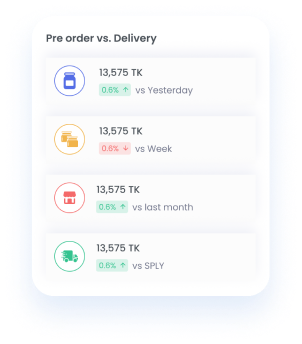 Pre order vs. Delivery
13,575 TK
0.6% ↑ vs Yesterday
13,575 TK
0.6% ↓ vs Week
13,575 TK
0.6% ↑ vs last month
13,575 TK
0.6% ↑ vs SPLY